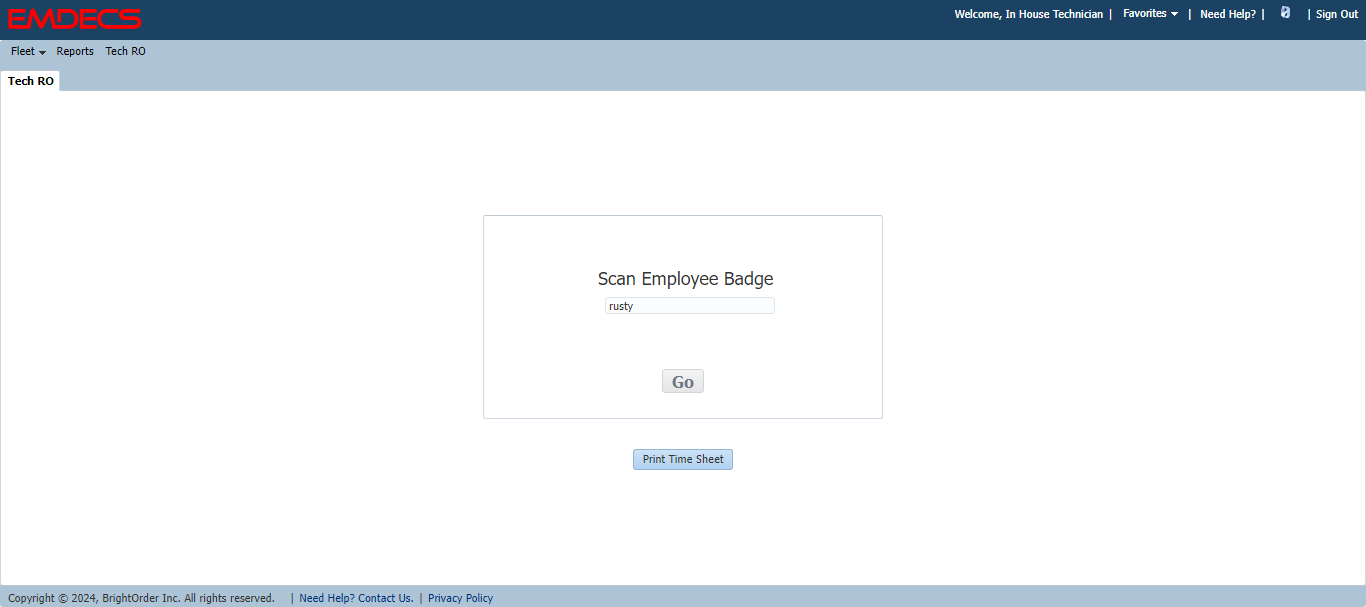 EMDECS
Welcome, In House Technician | Favorites | Need Help? | | Sign Out
Fleet Reports Tech RO
Tech RO
Scan Employee Badge
rusty
Go
Print Time Sheet
Copyright © 2024, BrightOrder Inc. All rights reserved. | Need Help? Contact Us. | Privacy Policy